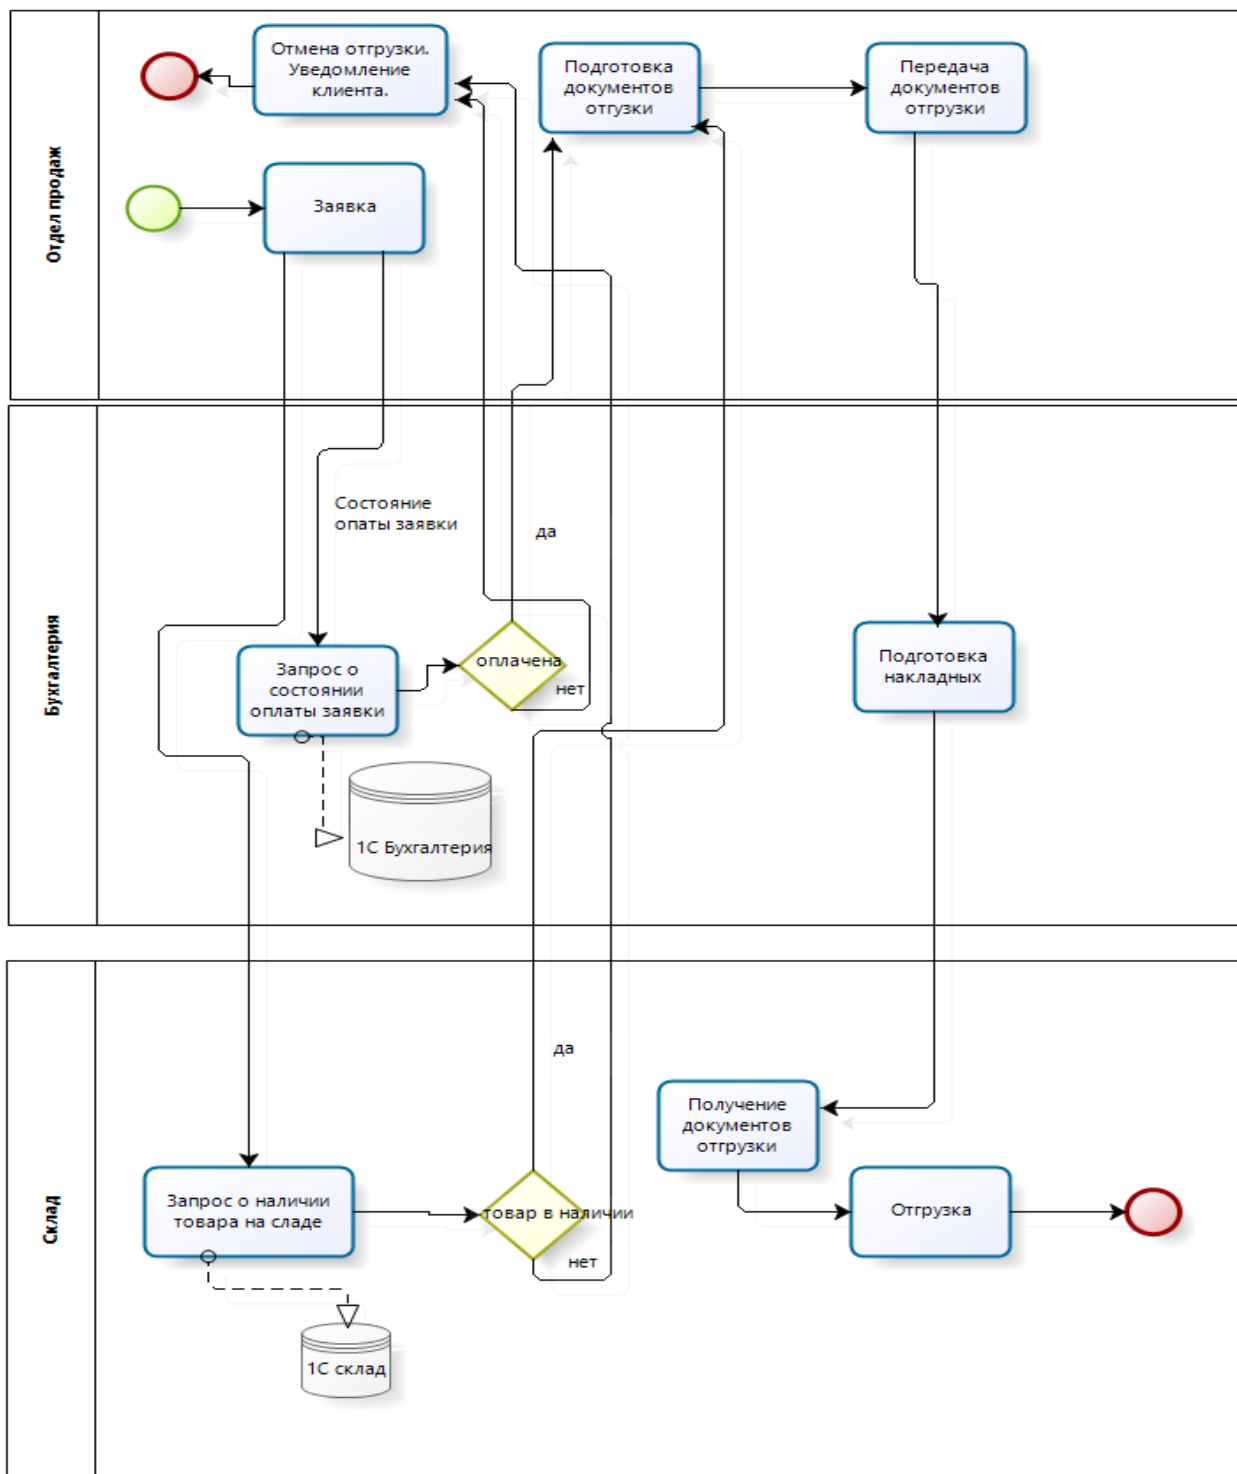 Отдел продаж
Отмена отгрузки.
Уведомление
клиента.
Подготовка
документов
отгузки
Передача
документов
отгрузки
Заявка
Бухгалтерия
Состояние
опаты заявки
да
Запрос о
состоянии
оплаты заявки
оплачена
нет
Подготовка
накладных
1С Бухгалтерия
Склад
да
Получение
документов
отгрузки
Запрос о наличии
товара на сладе
товар в наличии
нет
Отгрузка
1С склад